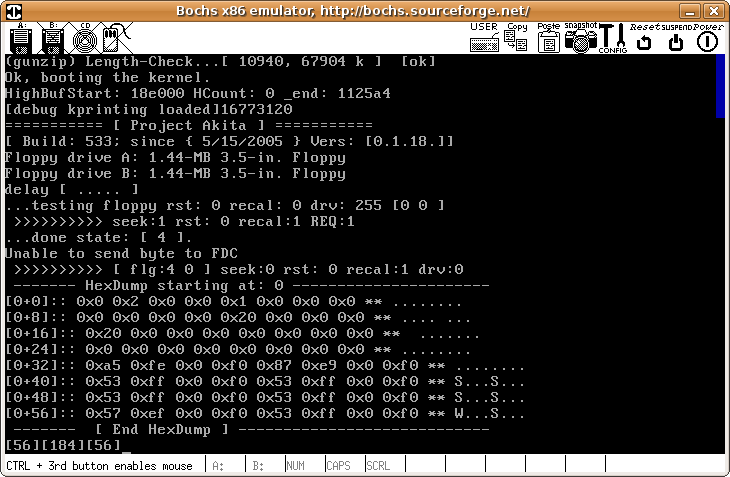 Bochs x86 emulator, http://bochs.sourceforge.net/
A: B: CD USER Copy Poste snapshot CONFIG Reset SUSPEND Power
(gunzip) Length-Check...[ 10940, 67904 k ]  [ok]
Ok, booting the kernel.
HighBufStart: 18e000 HCount: 0 _end: 1125a4
[debug kprinting loaded]16773120
=========== [ Project Akita ] ===========
[ Build: 533; since { 5/15/2005 } Vers: [0.1.18.]]
Floppy drive A: 1.44-MB 3.5-in. Floppy
Floppy drive B: 1.44-MB 3.5-in. Floppy
delay [ ..... ]
...testing floppy rst: 0 recal: 0 drv: 255 [0 0 ]
>>>>>>>>>> seek:1 rst: 0 recal:1 REQ:1
...done state: [ 4 ].
Unable to send byte to FDC
>>>>>>>>>> [ flg:4 0 ] seek:0 rst: 0 recal:1 drv:0
------- HexDump starting at: 0 -----------------------
[0+0]:: 0x0 0x2 0x0 0x0 0x1 0x0 0x0 0x0 ** ........
[0+8]:: 0x0 0x0 0x0 0x0 0x20 0x0 0x0 0x0 ** .... ...
[0+16]:: 0x20 0x0 0x0 0x0 0x0 0x0 0x0 0x0 **  .......
[0+24]:: 0x0 0x0 0x0 0x0 0x0 0x0 0x0 0x0 ** ........
[0+32]:: 0xa5 0xfe 0x0 0xf0 0x87 0xe9 0x0 0xf0 ** ........
[0+40]:: 0x53 0xff 0x0 0xf0 0x53 0xff 0x0 0xf0 ** S...S...
[0+48]:: 0x53 0xff 0x0 0xf0 0x53 0xff 0x0 0xf0 ** S...S...
[0+56]:: 0x57 0xef 0x0 0xf0 0x53 0xff 0x0 0xf0 ** W...S...
-------  [ End HexDump ] -----------------------------
[56][184][56]_
CTRL + 3rd button enables mouse A: B: NUM CAPS SCRL